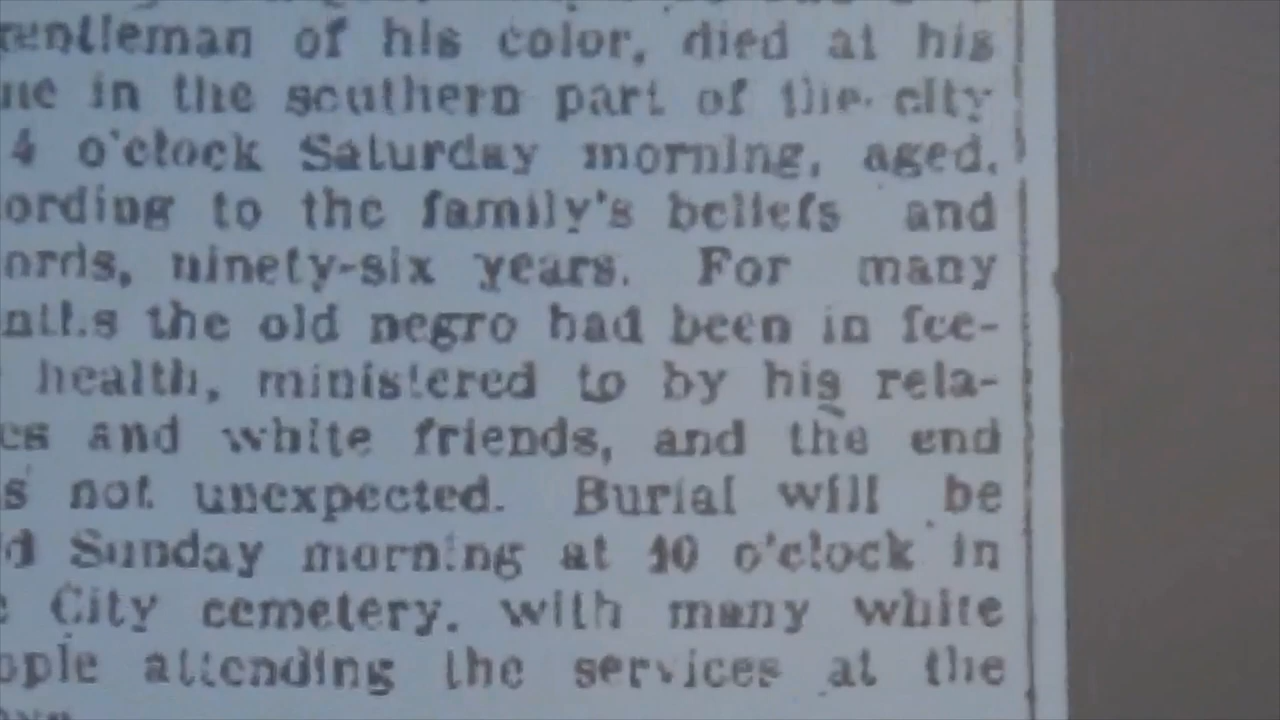 gentleman of his color, died at his
in the southern part of the city
4 o'clock Saturday morning, aged,
ording to the family's beliefs and
ords, ninety-six years. For many
nths the old negro had been in fee-
health, ministered to by his rela-
es and white friends, and the end
s not unexpected. Burial will be
d Sunday morning at 10 o'clock in
City cemetery, with many white
ople attending the services at the